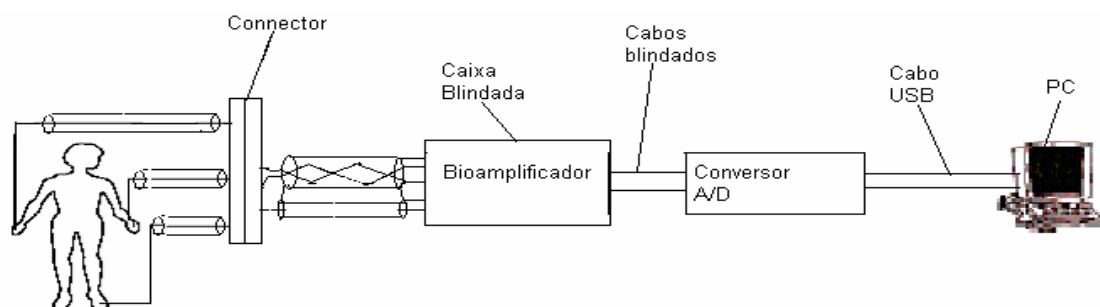 Connector
Caixa
Blindada
Cabos
blindados
Cabo
USB
PC
Bioamplificador
Conversor
A/D